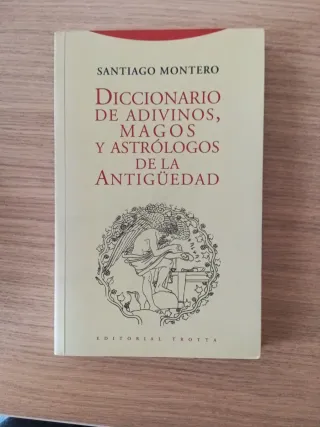 SANTIAGO MONTERO
DICCIONARIO
DE ADIVINOS,
MAGOS
Y ASTRÓLOGOS
DE LA
ANTIGÜEDAD
EDITORIAL TROTTA